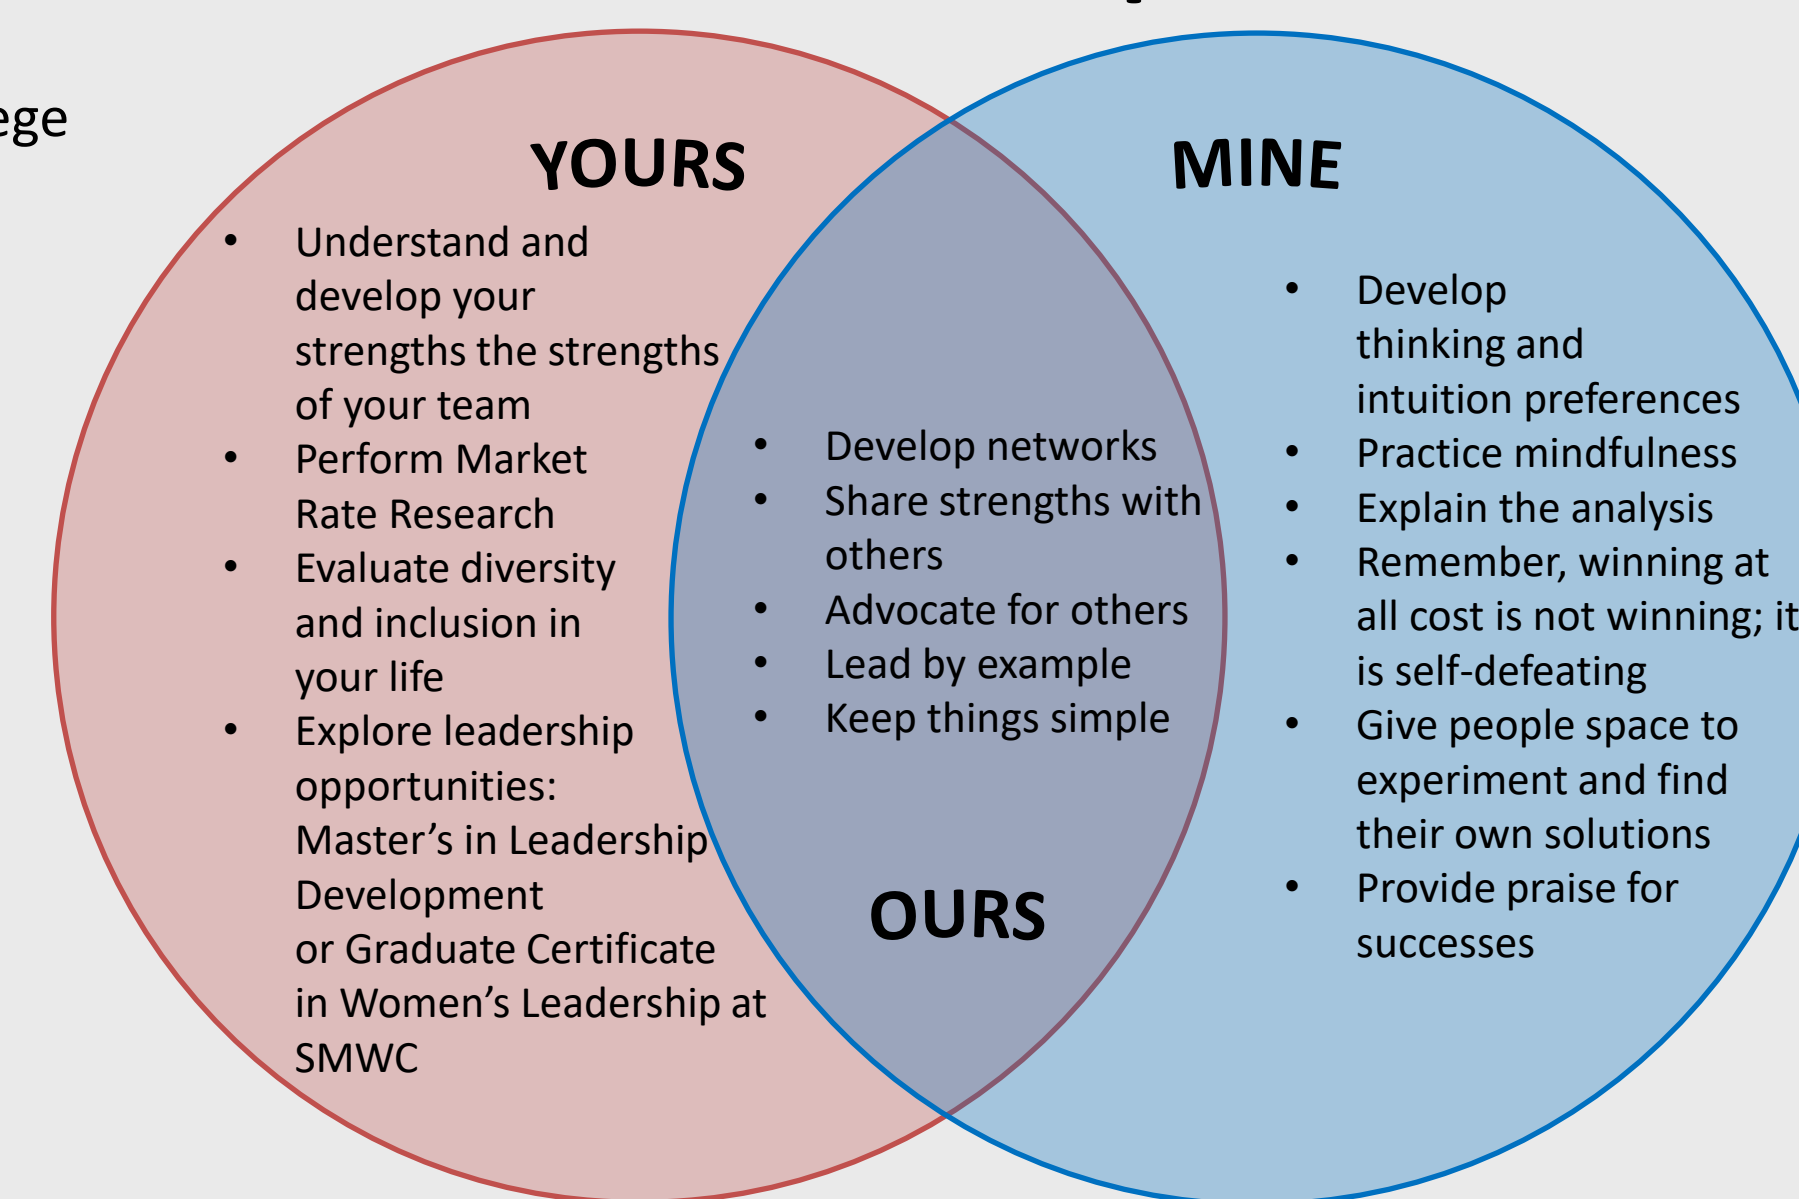 ege
YOURS
• Understand and
develop your
strengths the strengths
of your team
• Perform Market
Rate Research
• Evaluate diversity
and inclusion in
your life
• Explore leadership
opportunities:
Master’s in Leadership
Development
or Graduate Certificate
in Women’s Leadership at
SMWC
• Develop networks
• Share strengths with
others
• Advocate for others
• Lead by example
• Keep things simple
OURS
MINE
• Develop
thinking and
intuition preferences
• Practice mindfulness
• Explain the analysis
• Remember, winning at
all cost is not winning; it
is self-defeating
• Give people space to
experiment and find
their own solutions
• Provide praise for
successes